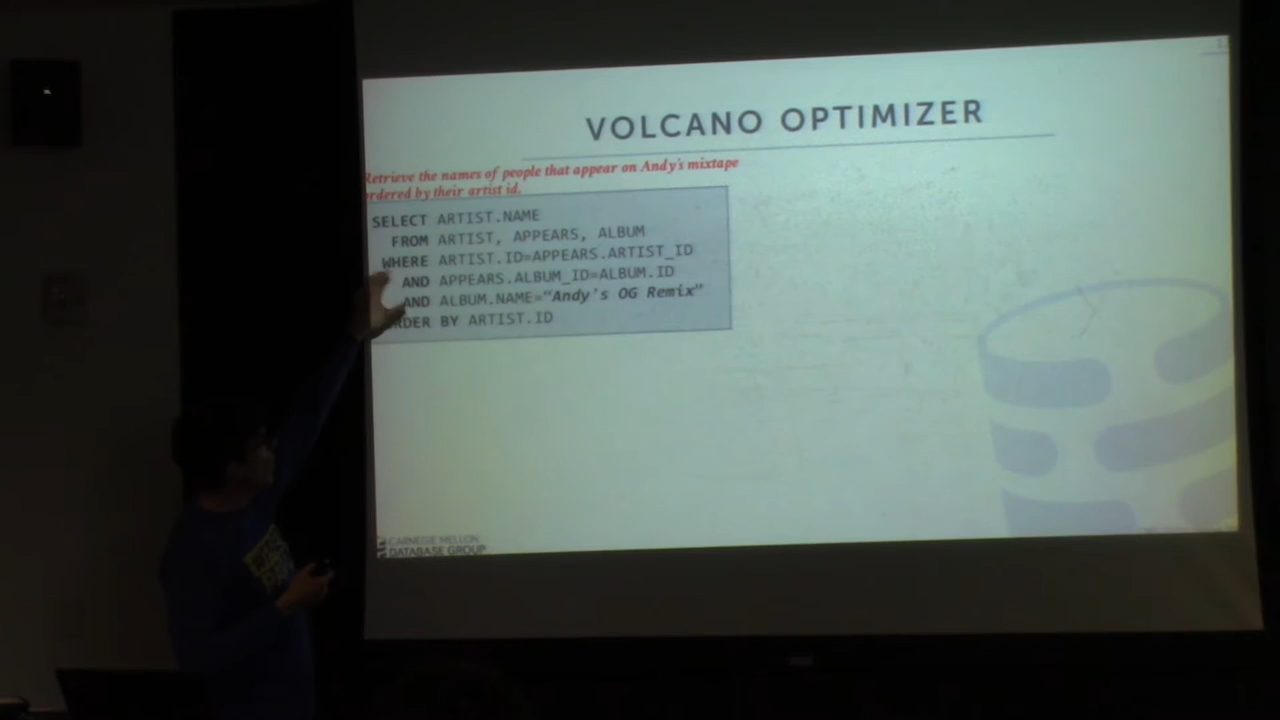 VOLCANO OPTIMIZER
Retrieve the names of people that appear on Andy's mixtape
ordered by their artist id.
SELECT ARTIST.NAME
FROM ARTIST, APPEARS, ALBUM
WHERE ARTIST.ID=APPEARS.ARTIST_ID
AND APPEARS.ALBUM_ID=ALBUM.ID
AND ALBUM.NAME="Andy's OG Remix"
ORDER BY ARTIST.ID
CARNEGIE MELLON
DATABASE GROUP